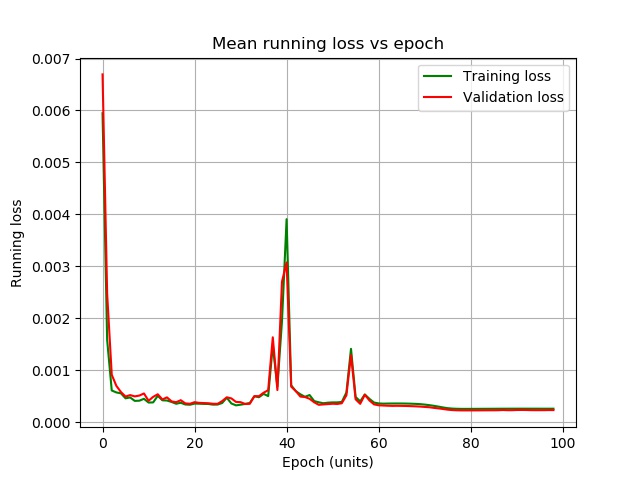 Mean running loss vs epoch
0.007
0.006
0.005
0.004
0.003
0.002
0.001
0.000
Running loss
Training loss
Validation loss
0
20
40
60
80
100
Epoch (units)